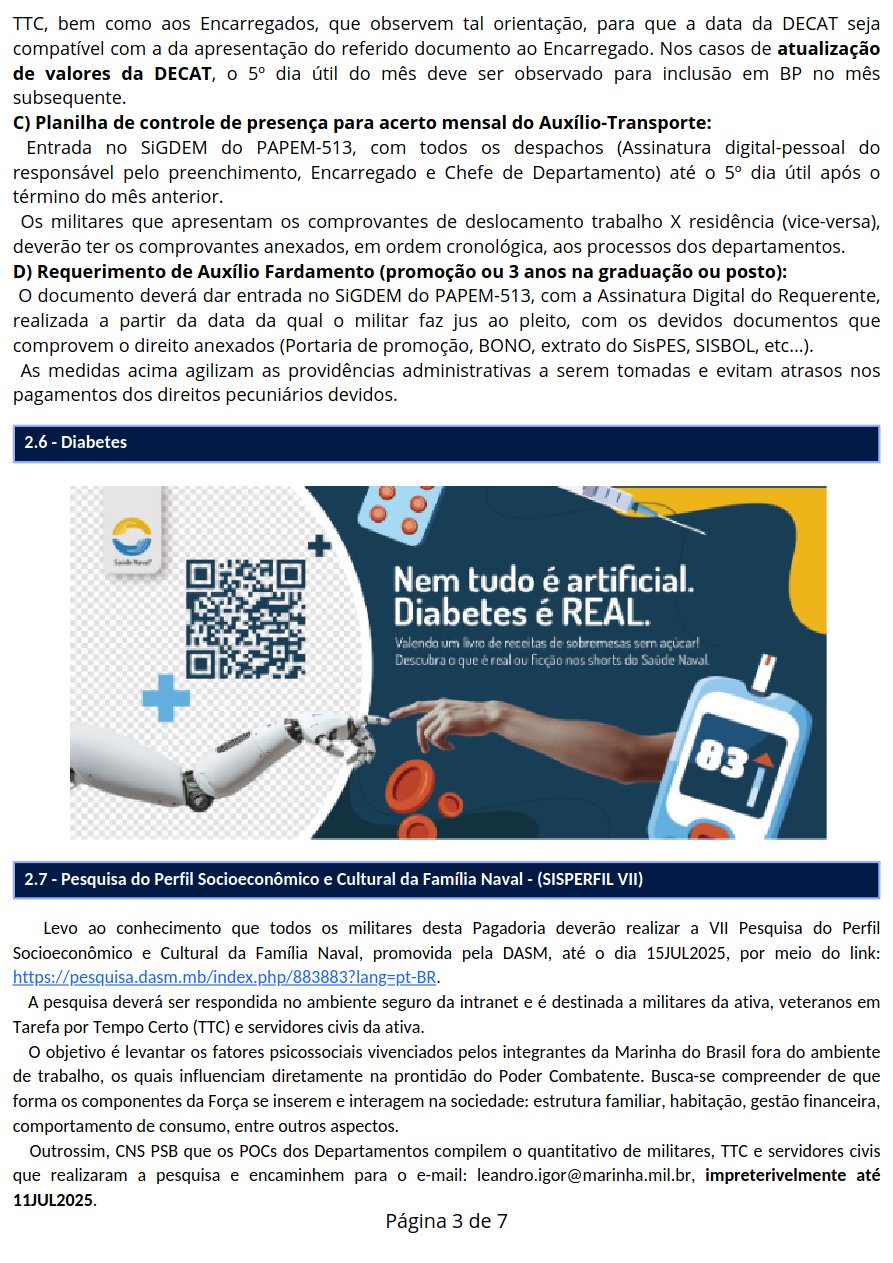 TTC, bem como aos Encarregados, que observem tal orientação, para que a data da DECAT seja
compatível com a da apresentação do referido documento ao Encarregado. Nos casos de atualização
de valores da DECAT, o 5º dia útil do mês deve ser observado para inclusão em BP no mês
subsequente.
C) Planilha de controle de presença para acerto mensal do Auxílio-Transporte:
Entrada no SiGDEM do PAPEM-513, com todos os despachos (Assinatura digital-pessoal do
responsável pelo preenchimento, Encarregado e Chefe de Departamento) até o 5º dia útil após o
término do mês anterior.
Os militares que apresentam os comprovantes de deslocamento trabalho X residência (vice-versa),
deverão ter os comprovantes anexados, em ordem cronológica, aos processos dos departamentos.
D) Requerimento de Auxílio Fardamento (promoção ou 3 anos na graduação ou posto):
O documento deverá dar entrada no SiGDEM do PAPEM-513, com a Assinatura Digital do Requerente,
realizada a partir da data da qual o militar faz jus ao pleito, com os devidos documentos que
comprovem o direito anexados (Portaria de promoção, BONO, extrato do SisPES, SISBOL, etc...).
As medidas acima agilizam as providências administrativas a serem tomadas e evitam atrasos nos
pagamentos dos direitos pecuniários devidos.
2.6 - Diabetes
Saúde Naval
Nem tudo é artificial.
Diabetes é REAL.
Valendo um livro de receitas de sobremesas sem açúcar!
Descubra o que é real ou ficção nos shorts do Saúde Naval.
83
2.7 - Pesquisa do Perfil Socioeconômico e Cultural da Família Naval - (SISPERFIL VII)
Levo ao conhecimento que todos os militares desta Pagadoria deverão realizar a VII Pesquisa do Perfil
Socioeconômico e Cultural da Família Naval, promovida pela DASM, até o dia 15JUL2025, por meio do link:
https://pesquisa.dasm.mb/index.php/883883?lang=pt-BR.
A pesquisa deverá ser respondida no ambiente seguro da intranet e é destinada a militares da ativa, veteranos em
Tarefa por Tempo Certo (TTC) e servidores civis da ativa.
O objetivo é levantar os fatores psicossociais vivenciados pelos integrantes da Marinha do Brasil fora do ambiente
de trabalho, os quais influenciam diretamente na prontidão do Poder Combatente. Busca-se compreender de que
forma os componentes da Força se inserem e interagem na sociedade: estrutura familiar, habitação, gestão financeira,
comportamento de consumo, entre outros aspectos.
Outrossim, CNS PSB que os POCs dos Departamentos compilem o quantitativo de militares, TTC e servidores civis
que realizaram a pesquisa e encaminhem para o e-mail: leandro.igor@marinha.mil.br, impreterivelmente até
11JUL2025.
Página 3 de 7